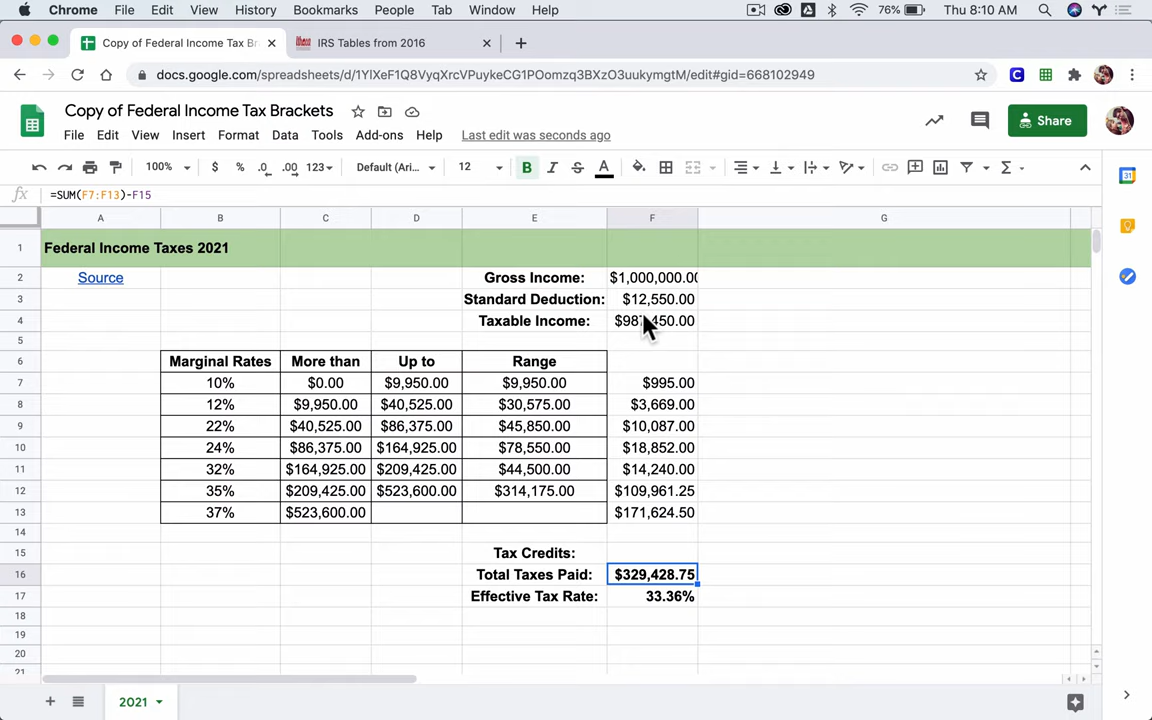 Chrome File Edit View History Bookmarks People Tab Window Help 76% Thu 8:10 AM
Copy of Federal Income Tax Br IRS Tables from 2016
docs.google.com/spreadsheets/d/1YlXeF1Q8VyqXrcVPuykeCG1POomzq3BXzO3uukymgtM/edit#gid=668102949
Copy of Federal Income Tax Brackets
File Edit View Insert Format Data Tools Add-ons Help Last edit was seconds ago
Share
100% $ % .0 .00 123 Default (Ari... 12 B I S A
fx =SUM(F7:F13)-F15
A B C D E F G
1 Federal Income Taxes 2021
2 Source Gross Income: $1,000,000.00
3 Standard Deduction: $12,550.00
4 Taxable Income:
5
6 Marginal Rates More than Up to Range
7 10% $0.00 $9,950.00 $9,950.00 $995.00
8 12% $9,950.00 $40,525.00 $30,575.00 $3,669.00
9 22% $40,525.00 $86,375.00 $45,850.00 $10,087.00
10 24% $86,375.00 $164,925.00 $78,550.00 $18,852.00
11 32% $164,925.00 $209,425.00 $44,500.00 $14,240.00
12 35% $209,425.00 $523,600.00 $314,175.00 $109,961.25
13 37% $523,600.00 $171,624.50
14
15 Tax Credits:
16 Total Taxes Paid: $329,428.75
17 Effective Tax Rate: 33.36%
18
19
20
21
2021